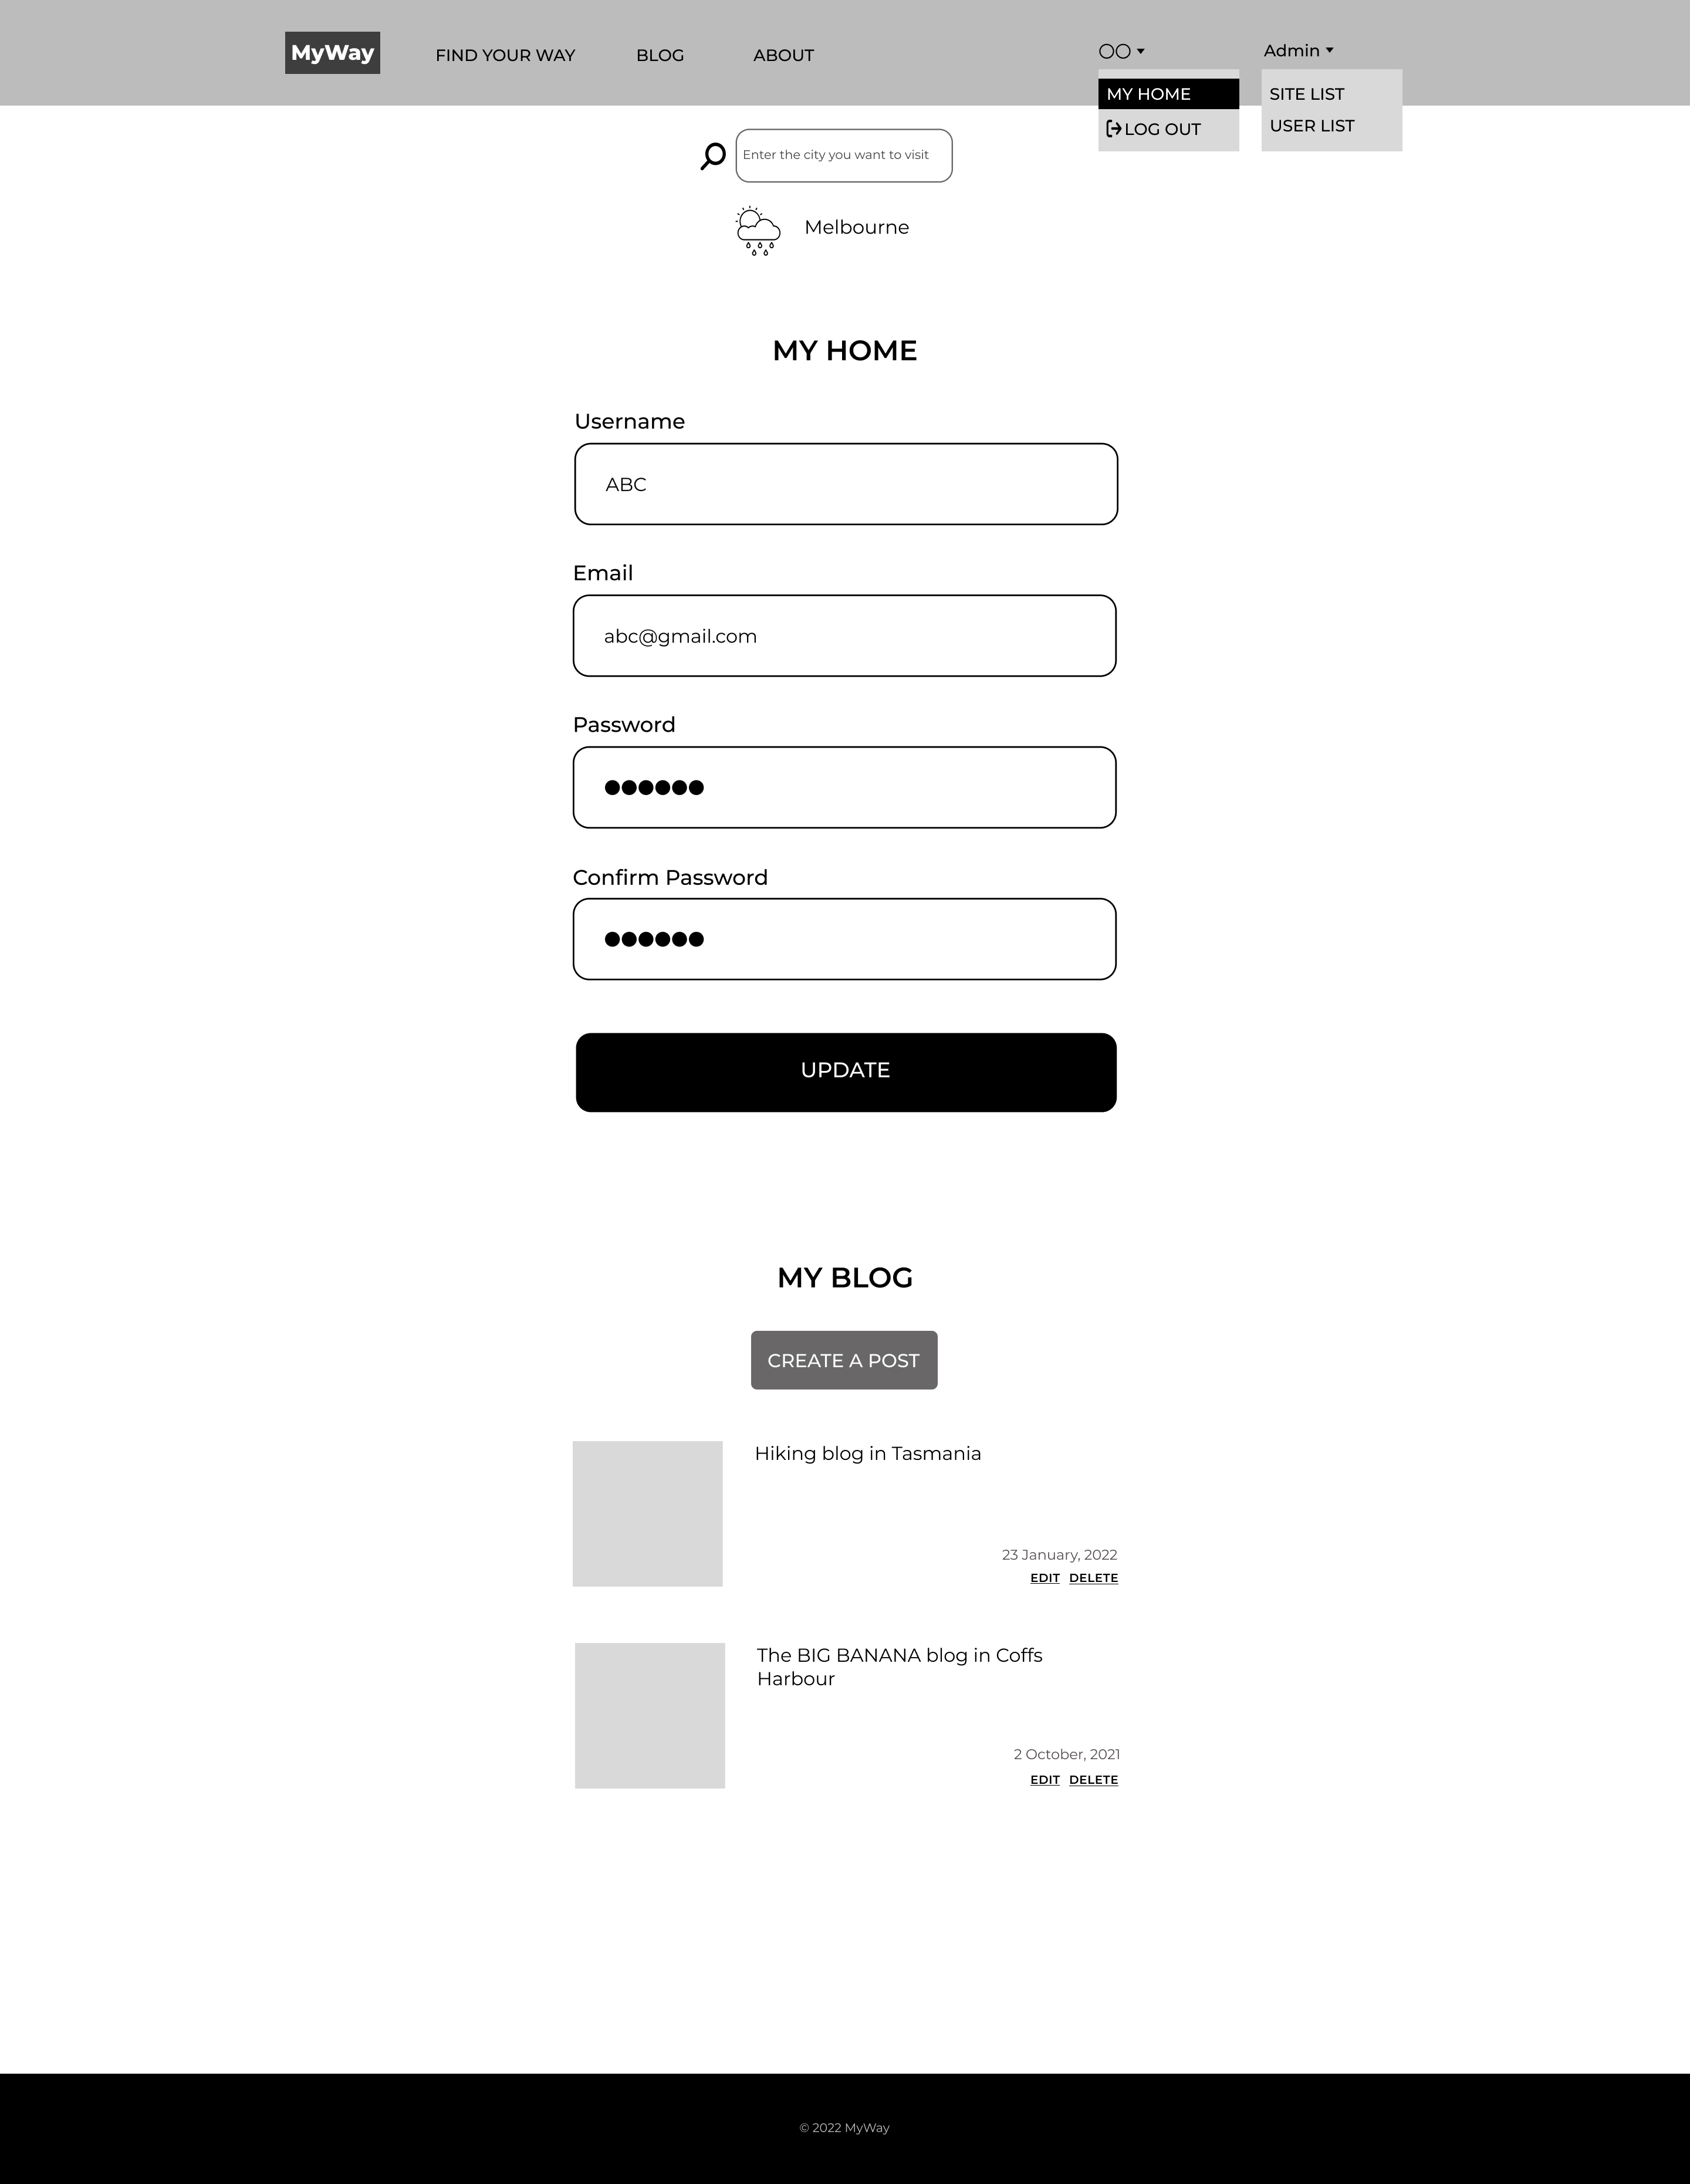 MyWay
FIND YOUR WAY
BLOG
ABOUT
○○
Admin
MY HOME
LOG OUT
SITE LIST
USER LIST
Enter the city you want to visit
Melbourne
MY HOME
Username
ABC
Email
abc@gmail.com
Password
●●●●●●
Confirm Password
●●●●●●
UPDATE
MY BLOG
CREATE A POST
Hiking blog in Tasmania
23 January, 2022
EDIT DELETE
The BIG BANANA blog in Coffs
Harbour
2 October, 2021
EDIT DELETE
© 2022 MyWay